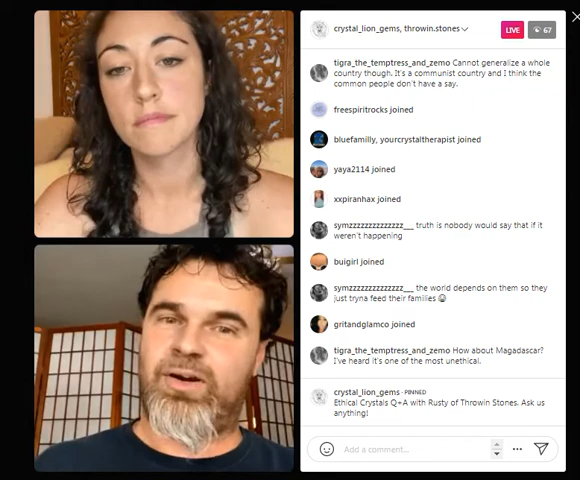 crystal_lion_gems, throwin.stones
LIVE
67
tigra_the_temptress_and_zemo Cannot generalize a whole
country though. It's a communist country and I think the
common people don't have a say.
freespiritrocks joined
bluefamilly, yourcrystaltherapist joined
yaya2114 joined
xxpiranhax joined
symzzzzzzzzzzzzzz___ truth is nobody would say that if it
weren't happening
buigirl joined
symzzzzzzzzzzzzzz___ the world depends on them so they
just tryna feed their families 😩
gritandglamco joined
tigra_the_temptress_and_zemo How about Magadascar?
I've heard it's one of the most unethical.
crystal_lion_gems · PINNED
Ethical Crystals Q+A with Rusty of Throwin Stones. Ask us
anything!
Add a comment...